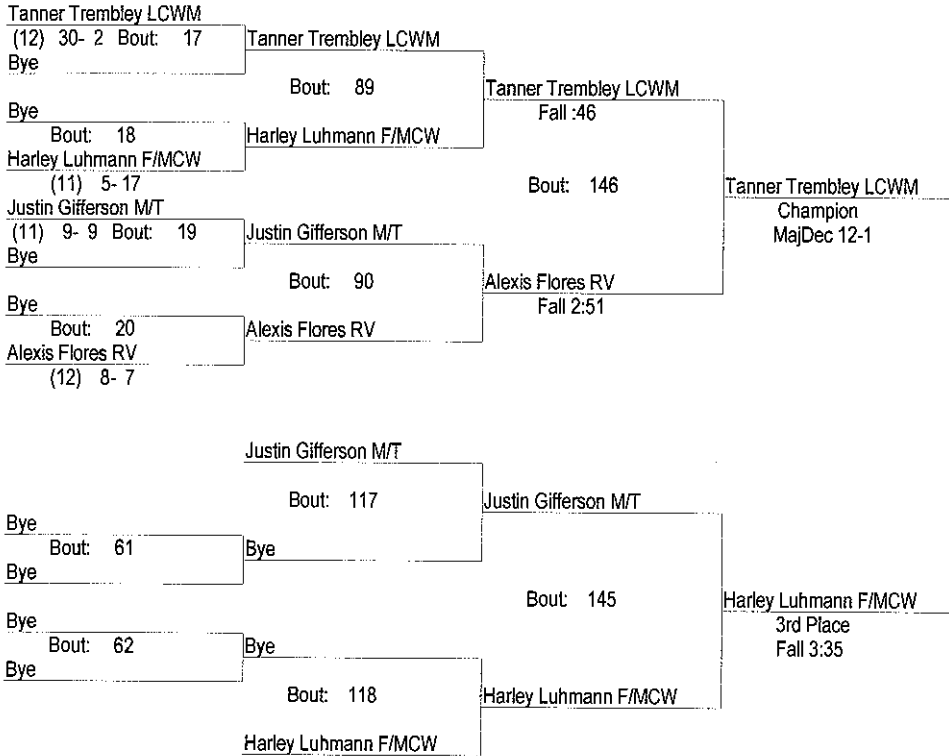 Tanner Trembley LCWM
(12) 30- 2 Bout: 17
Bye
Tanner Trembley LCWM
Bout: 89
Bye
Bout: 18
Harley Luhmann F/MCW
(11) 5-17
Harley Luhmann F/MCW
Tanner Trembley LCWM
Fall :46
Justin Gifferson M/T
(11) 9- 9 Bout: 19
Bye
Justin Gifferson M/T
Bout: 90
Bye
Bout: 20
Alexis Flores RV
(12) 8- 7
Alexis Flores RV
Alexis Flores RV
Fall 2:51
Bout: 146
Tanner Trembley LCWM
Champion
MajDec 12-1
Justin Gifferson M/T
Bout: 117
Bye
Bout: 61
Bye
Bye
Justin Gifferson M/T
Bye
Bout: 62
Bye
Bye
Bout: 118
Harley Luhmann F/MCW
Harley Luhmann F/MCW
Bout: 145
Harley Luhmann F/MCW
3rd Place
Fall 3:35